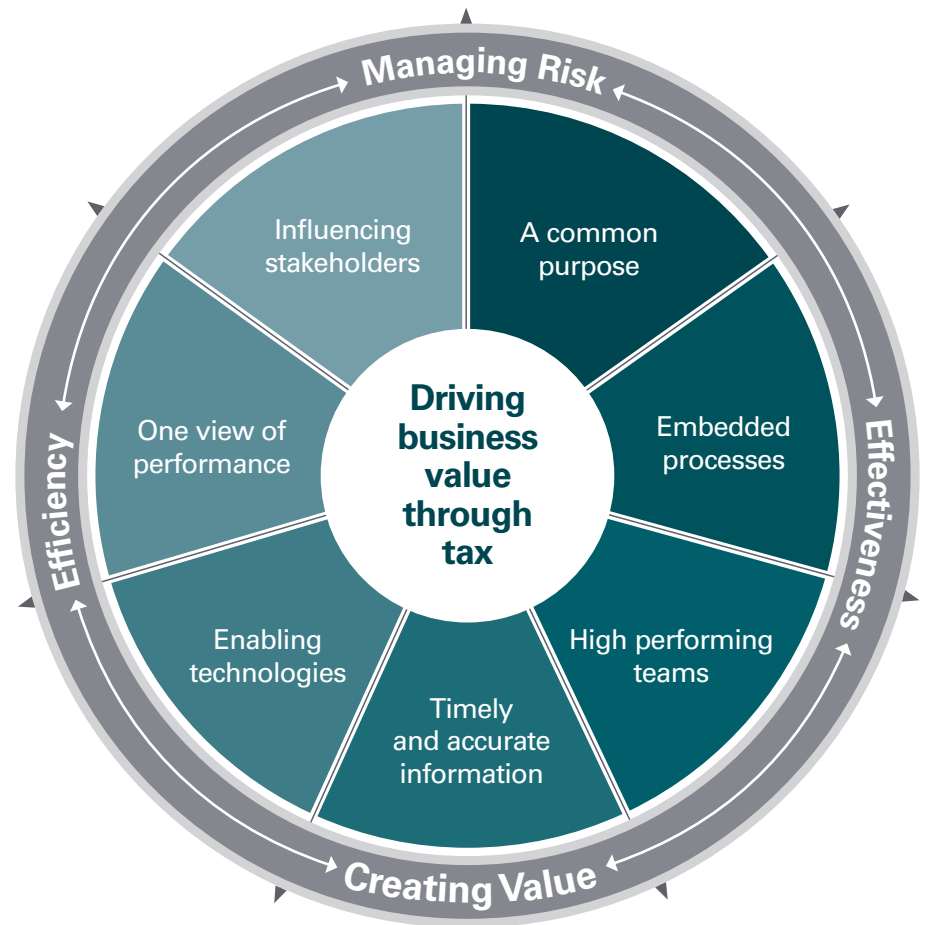 Managing Risk
Influencing
stakeholders
A common
purpose
One view of
performance
Driving
business
value
through
tax
Embedded
processes
Efficiency
Effectiveness
Enabling
technologies
High performing
teams
Timely
and accurate
information
Creating Value